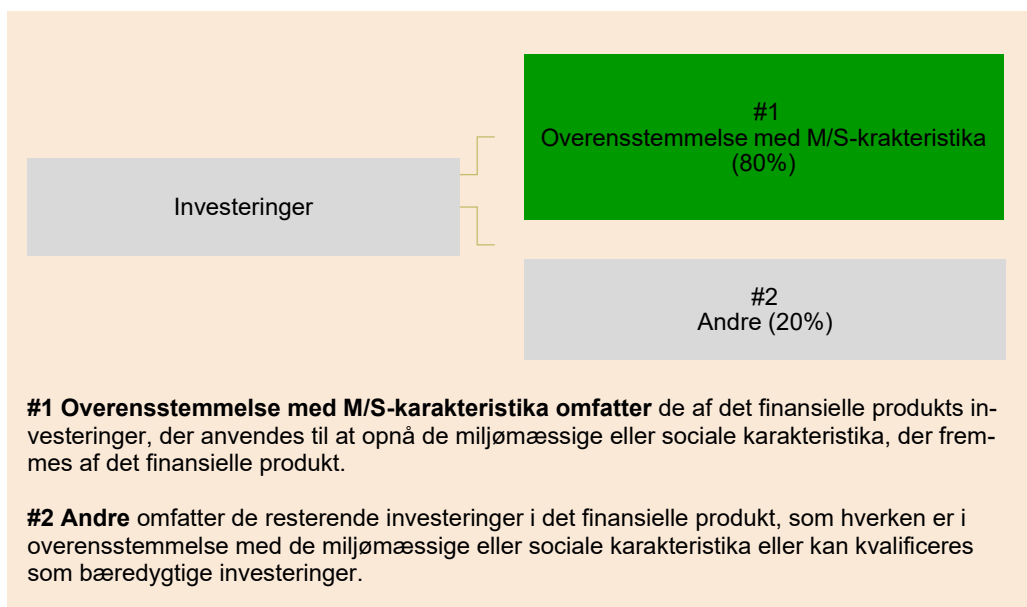 #1
Overensstemmelse med M/S-krakteristika
(80%)
Investeringer
#2
Andre (20%)
#1 Overensstemmelse med M/S-karakteristika omfatter de af det finansielle produkts in-
vesteringer, der anvendes til at opnå de miljømæssige eller sociale karakteristika, der frem-
mes af det finansielle produkt.
#2 Andre omfatter de resterende investeringer i det finansielle produkt, som hverken er i
overensstemmelse med de miljømæssige eller sociale karakteristika eller kan kvalificeres
som bæredygtige investeringer.